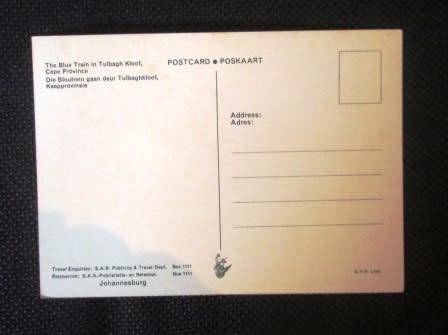 The Blue Train in Tulbagh Kloof,
Cape Province
Die Bloutrein gaan deur Tulbaghkloof,
Kaapprovinsie
POSTCARD ● POSKAART
Address:
Adres:
Travel Enquiries: S.A.R. Publicity & Travel Dept. Box 1111
Reisnavrae: S.A.S.-Publisiteits- en Reisdept. Bus 1111
Johannesburg